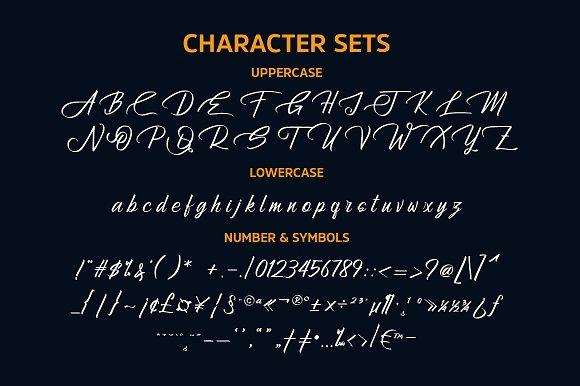 CHARACTER SETS
UPPERCASE
A B C D E F G H I J K L M
N O P Q R S T U V W X Y Z
LOWERCASE
a b c d e f g h i j k l m n o p q r s t u v w x y z
NUMBER & SYMBOLS
! " # $ % & ' ( ) * + , - . / 0 1 2 3 4 5 6 7 8 9 : ; < = > ? @ [ \ ] ^
_ { | } ~ ¡ ¢ £ ¤ ¥ / § ¨ © ª « ¬ ® ° ± × ÷ ² ³ ´ µ ¶ · ¸ ¹ º » ¼ ½ ¾
– — ‘ ’ ‚ “ ” „ † ‡ • … ‰ ‹ › / € ™ −